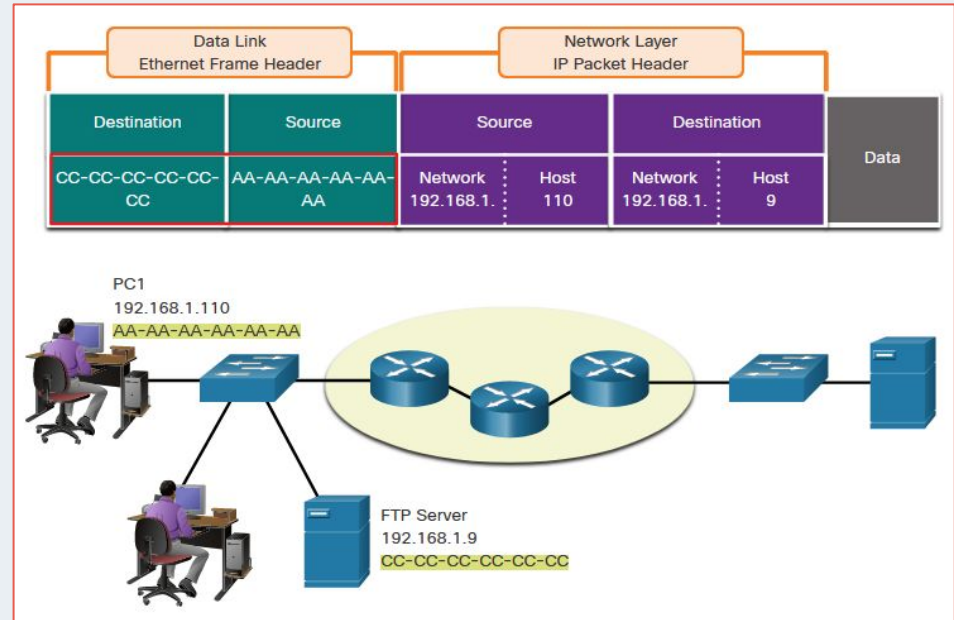 Data Link
Ethernet Frame Header
Network Layer
IP Packet Header
Destination
Source
Source
Destination
Data
CC-CC-CC-CC-CC-
CC
AA-AA-AA-AA-AA-
AA
Network
192.168.1.
Host
110
Network
192.168.1.
Host
9
PC1
192.168.1.110
AA-AA-AA-AA-AA-AA
FTP Server
192.168.1.9
CC-CC-CC-CC-CC-CC